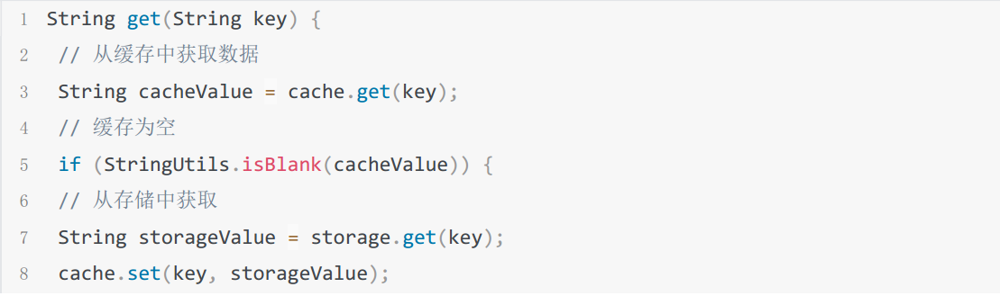 1 String get(String key) {
2 // 从缓存中获取数据
3 String cacheValue = cache.get(key);
4 // 缓存为空
5 if (StringUtils.isBlank(cacheValue)) {
6 // 从存储中获取
7 String storageValue = storage.get(key);
8 cache.set(key, storageValue);